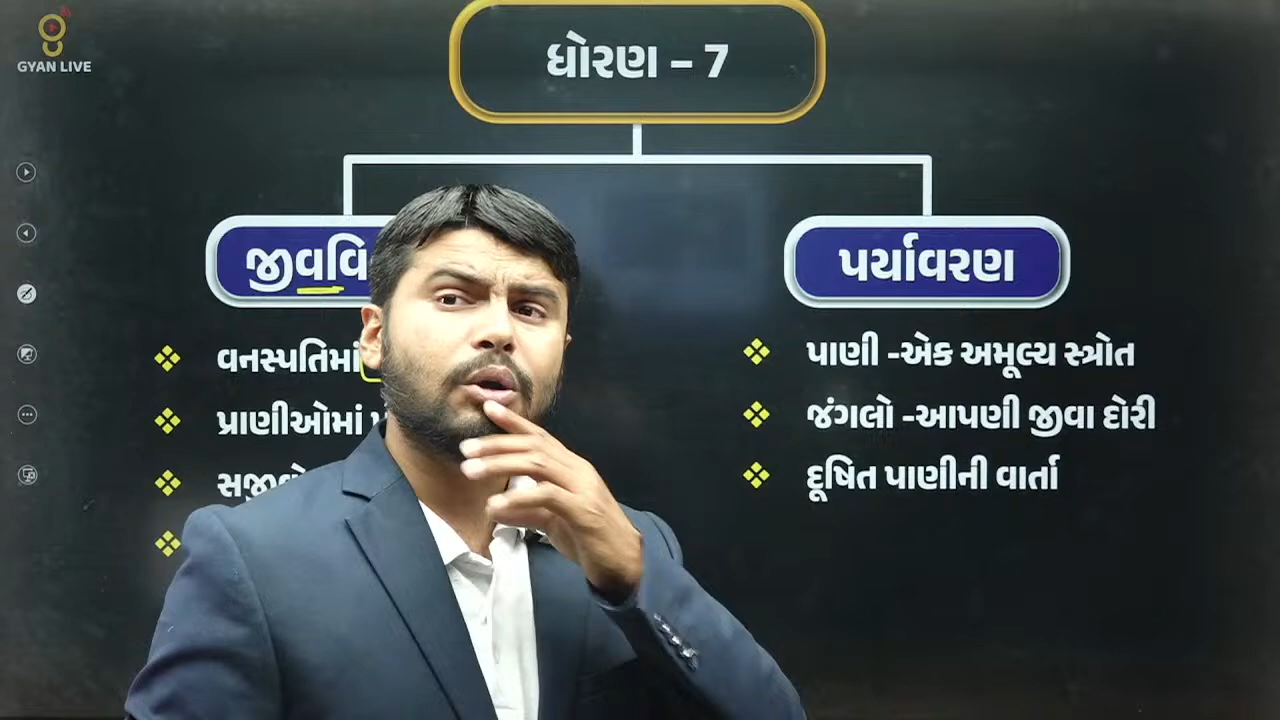 GYAN LIVE
ધોરણ – 7
પર્યાવરણ
વનસ્પતિમાં
પ્રાણીઓમાં
પાણી -એક અમૂલ્ય સ્ત્રોત
જંગલો -આપણી જીવા દોરી
દૂષિત પાણીની વાર્તા